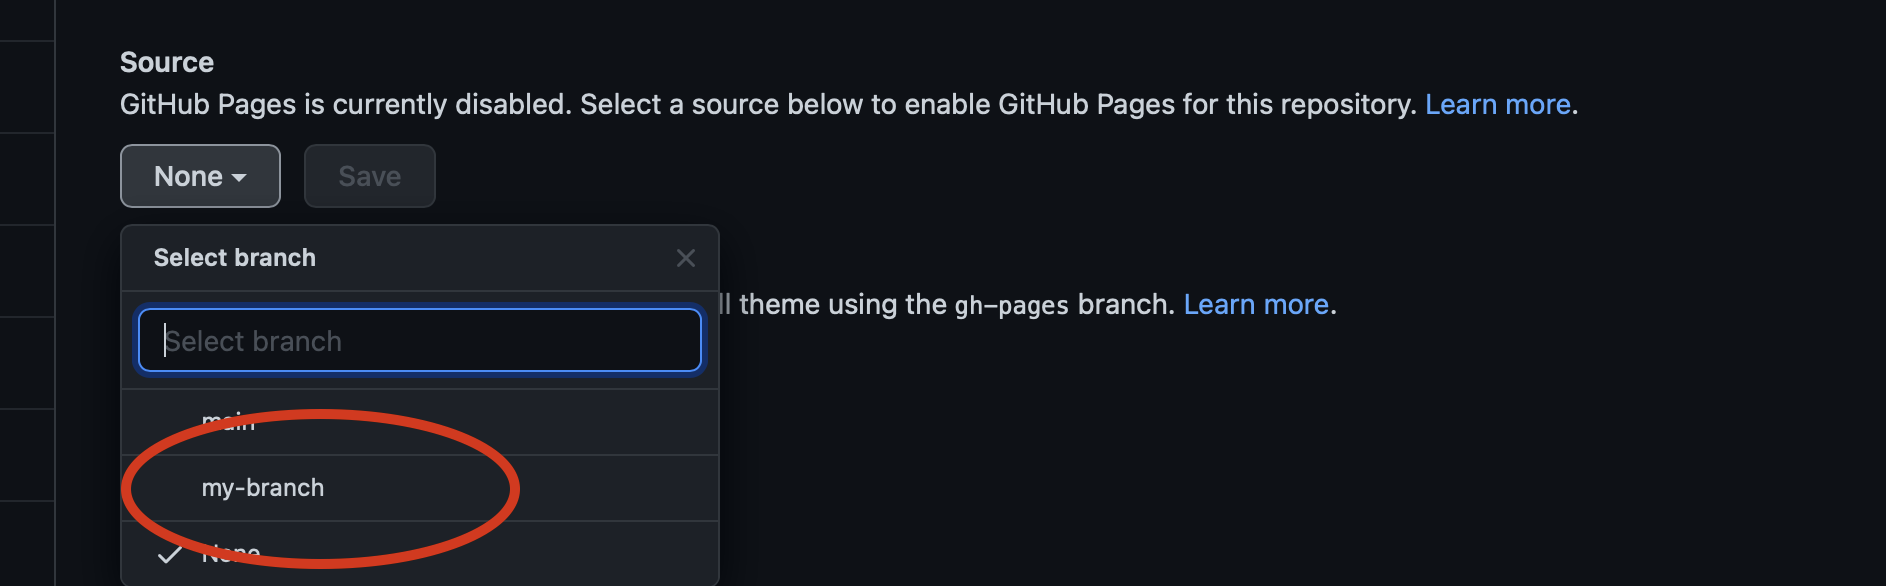 Source
GitHub Pages is currently disabled. Select a source below to enable GitHub Pages for this repository. Learn more.
None
Save
Select branch
ll theme using the gh-pages branch. Learn more.
Select branch
main
my-branch
None